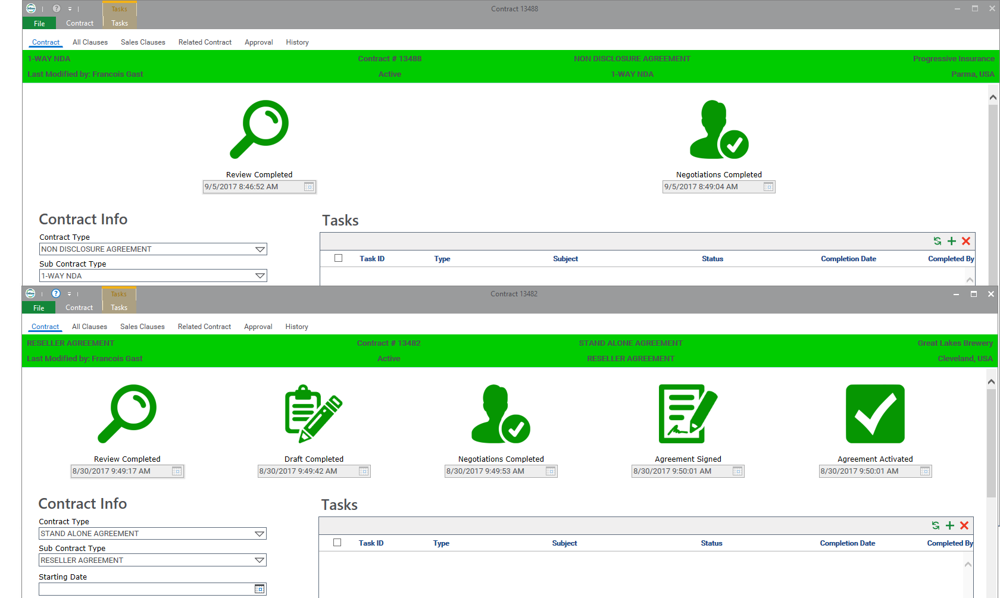 OnBase
?
Tasks
Contract 13488
File
Contract
Tasks
Contract
All Clauses
Sales Clauses
Related Contract
Approval
History
1-WAY NDA
Contract # 13488
NON DISCLOSURE AGREEMENT
Progressive Insurance
Last Modified by: Francois Gast
Active
1-WAY NDA
Parma, USA
Review Completed
Negotiations Completed
9/5/2017 8:46:52 AM
9/5/2017 8:49:04 AM
Contract Info
Tasks
Contract Type
NON DISCLOSURE AGREEMENT
Sub Contract Type
1-WAY NDA
Task ID
Type
Subject
Status
Completion Date
Completed By
OnBase
?
Tasks
Contract 13482
File
Contract
Tasks
Contract
All Clauses
Sales Clauses
Related Contract
Approval
History
RESELLER AGREEMENT
Contract # 13482
STAND ALONE AGREEMENT
Great Lakes Brewery
Last Modified by: Francois Gast
Active
RESELLER AGREEMENT
Cleveland, USA
Review Completed
Draft Completed
Negotiations Completed
Agreement Signed
Agreement Activated
8/30/2017 9:49:17 AM
8/30/2017 9:49:42 AM
8/30/2017 9:49:53 AM
8/30/2017 9:50:01 AM
8/30/2017 9:50:01 AM
Contract Info
Tasks
Contract Type
STAND ALONE AGREEMENT
Sub Contract Type
RESELLER AGREEMENT
Starting Date
Task ID
Type
Subject
Status
Completion Date
Completed By